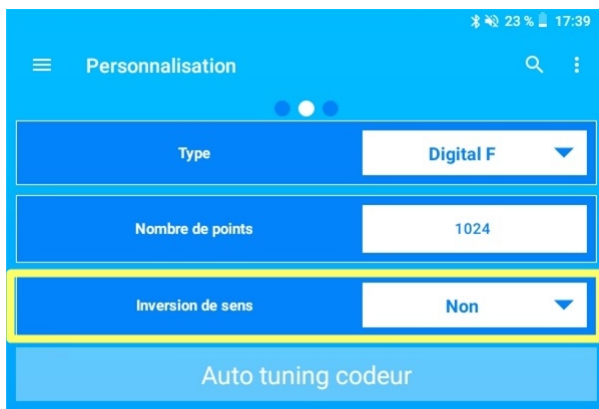 23 % 17:39
Personnalisation
Type Digital F
Nombre de points 1024
Inversion de sens Non
Auto tuning codeur